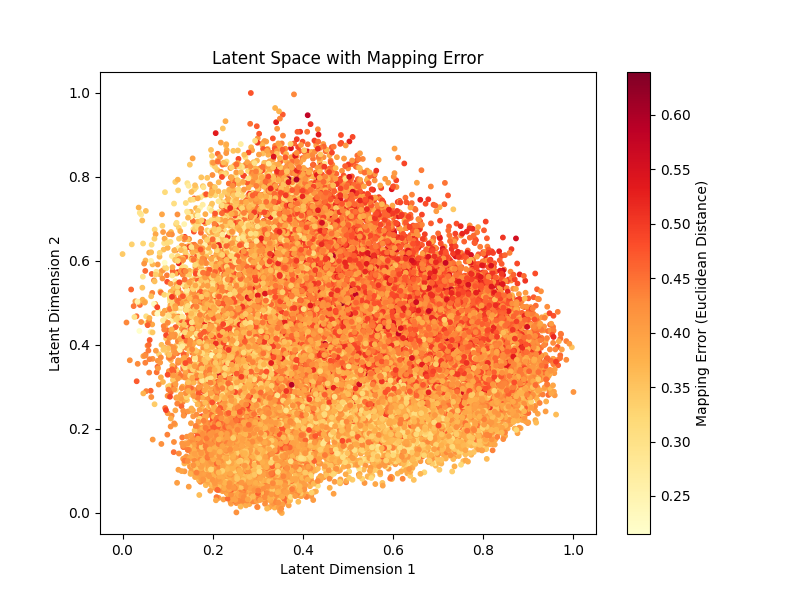 Latent Space with Mapping Error
1.0
0.8
0.6
0.4
0.2
0.0
Latent Dimension 2
0.0 0.2 0.4 0.6 0.8 1.0
Latent Dimension 1
0.60
0.55
0.50
0.45
0.40
0.35
0.30
0.25
Mapping Error (Euclidean Distance)